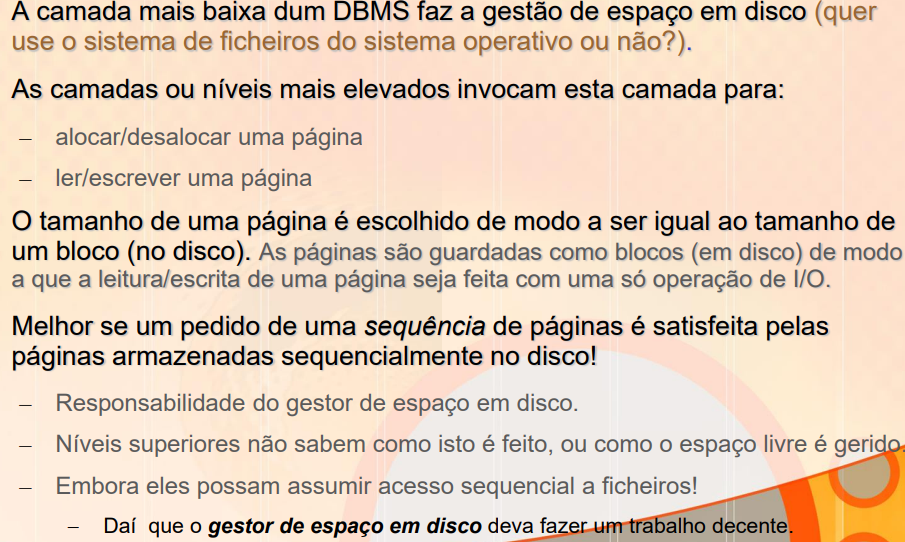 A camada mais baixa dum DBMS faz a gestão de espaço em disco (quer
use o sistema de ficheiros do sistema operativo ou não?).
As camadas ou níveis mais elevados invocam esta camada para:
– alocar/desalocar uma página
– ler/escrever uma página
O tamanho de uma página é escolhido de modo a ser igual ao tamanho de
um bloco (no disco). As páginas são guardadas como blocos (em disco) de modo
a que a leitura/escrita de uma página seja feita com uma só operação de I/O.
Melhor se um pedido de uma sequência de páginas é satisfeita pelas
páginas armazenadas sequencialmente no disco!
– Responsabilidade do gestor de espaço em disco.
– Níveis superiores não sabem como isto é feito, ou como o espaço livre é gerido.
– Embora eles possam assumir acesso sequencial a ficheiros!
– Daí que o gestor de espaço em disco deva fazer um trabalho decente.